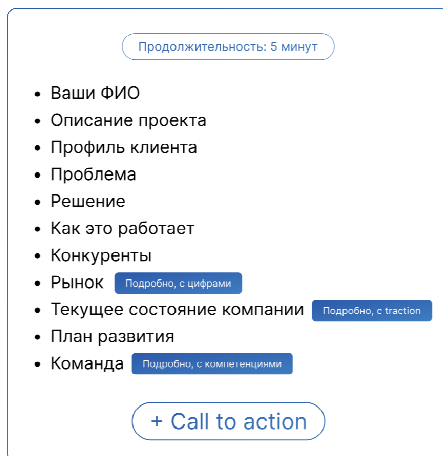 Продолжительность: 5 минут
• Ваши ФИО
• Описание проекта
• Профиль клиента
• Проблема
• Решение
• Как это работает
• Конкуренты
• Рынок Подробно, с цифрами
• Текущее состояние компании Подробно, с traction
• План развития
• Команда Подробно, с компетенциями
+ Call to action